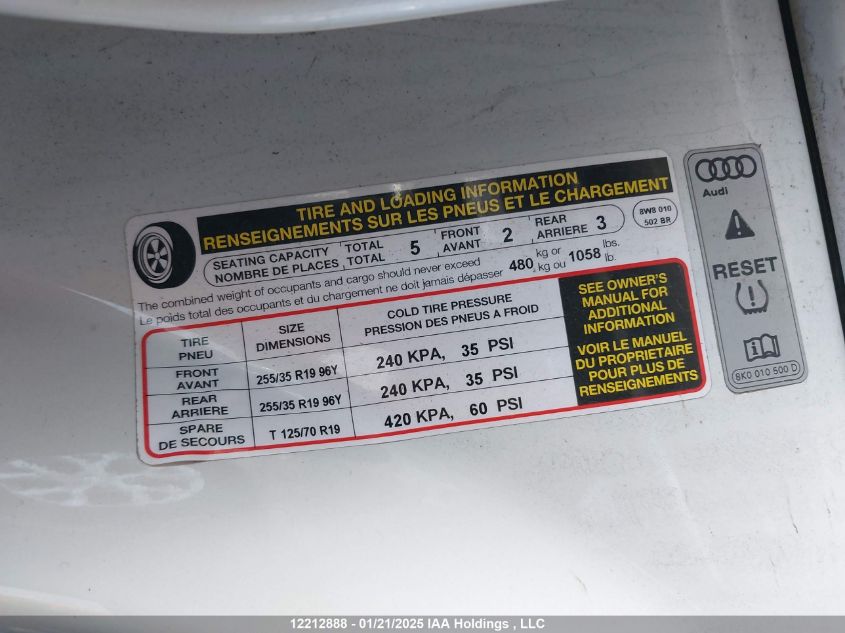 TIRE AND LOADING INFORMATION
RENSEIGNEMENTS SUR LES PNEUS ET LE CHARGEMENT
SEATING CAPACITY TOTAL 5 FRONT 2 REAR 3
NOMBRE DE PLACES TOTAL AVANT ARRIERE
8W8 010
502 BR
The combined weight of occupants and cargo should never exceed 480 kg or 1058 lbs.
Le poids total des occupants et du chargement ne doit jamais dépasser kg ou lb.
TIRE SIZE COLD TIRE PRESSURE
PNEU DIMENSIONS PRESSION DES PNEUS A FROID
FRONT
AVANT 255/35 R19 96Y 240 KPA, 35 PSI
REAR
ARRIERE 255/35 R19 96Y 240 KPA, 35 PSI
SPARE
DE SECOURS T 125/70 R19 420 KPA, 60 PSI
SEE OWNER'S
MANUAL FOR
ADDITIONAL
INFORMATION
VOIR LE MANUEL
DU PROPRIETAIRE
POUR PLUS DE
RENSEIGNEMENTS
Audi
RESET
8K0 010 500 D
12212888 - 01/21/2025 IAA Holdings , LLC